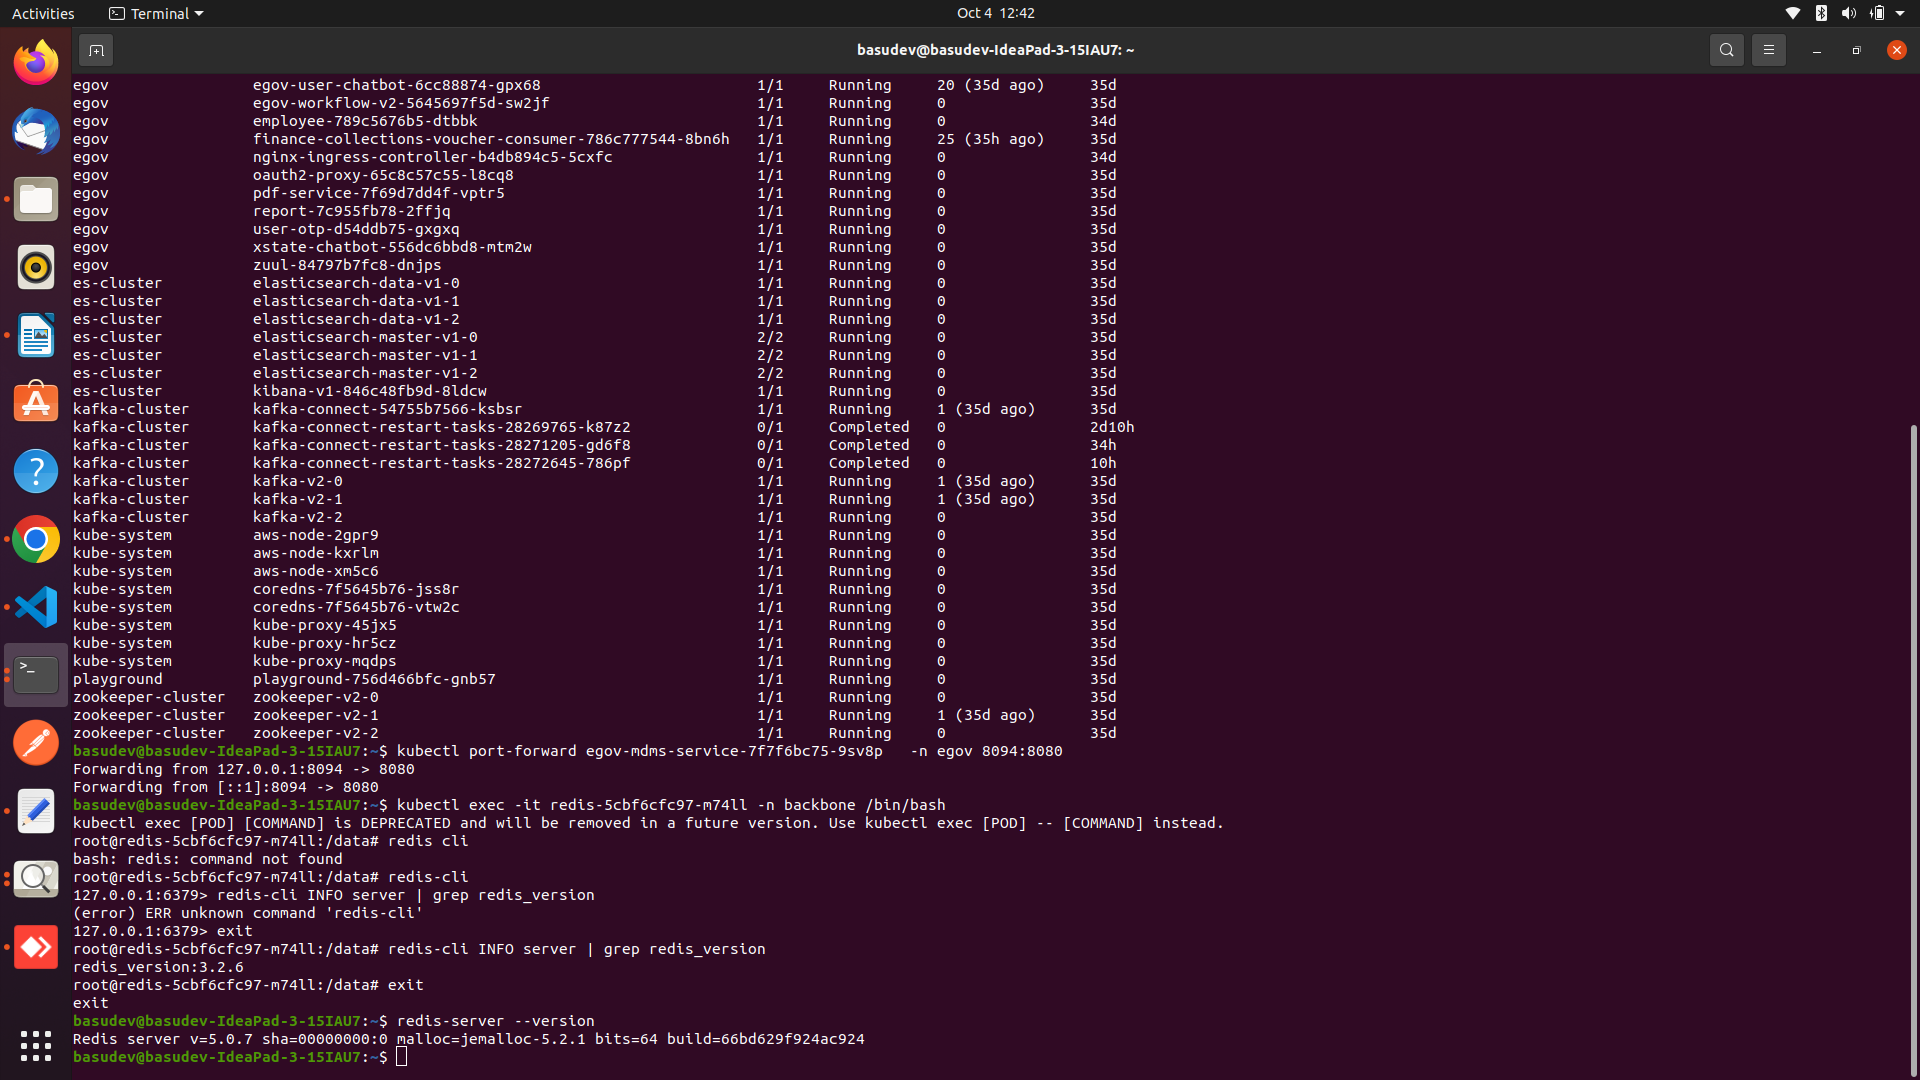 Activities Terminal Oct 4 12:42
basudev@basudev-IdeaPad-3-15IAU7: ~
egov egov-user-chatbot-6cc88874-gpx68 1/1 Running 20 (35d ago) 35d
egov egov-workflow-v2-5645697f5d-sw2jf 1/1 Running 0 35d
egov employee-789c5676b5-dtbbk 1/1 Running 0 34d
egov finance-collections-voucher-consumer-786c777544-8bn6h 1/1 Running 25 (35h ago) 35d
egov nginx-ingress-controller-b4db894c5-5cxfc 1/1 Running 0 34d
egov oauth2-proxy-65c8c57c55-l8cq8 1/1 Running 0 35d
egov pdf-service-7f69d7dd4f-vptr5 1/1 Running 0 35d
egov report-7c955fb78-2ffjq 1/1 Running 0 35d
egov user-otp-d54ddb75-gxgxq 1/1 Running 0 35d
egov xstate-chatbot-556dc6bbd8-mtm2w 1/1 Running 0 35d
egov zuul-84797b7fc8-dnjps 1/1 Running 0 35d
es-cluster elasticsearch-data-v1-0 1/1 Running 0 35d
es-cluster elasticsearch-data-v1-1 1/1 Running 0 35d
es-cluster elasticsearch-data-v1-2 1/1 Running 0 35d
es-cluster elasticsearch-master-v1-0 2/2 Running 0 35d
es-cluster elasticsearch-master-v1-1 2/2 Running 0 35d
es-cluster elasticsearch-master-v1-2 2/2 Running 0 35d
es-cluster kibana-v1-846c48fb9d-8ldcw 1/1 Running 0 35d
kafka-cluster kafka-connect-54755b7566-ksbsr 1/1 Running 1 (35d ago) 35d
kafka-cluster kafka-connect-restart-tasks-28269765-k87z2 0/1 Completed 0 2d10h
kafka-cluster kafka-connect-restart-tasks-28271205-gd6f8 0/1 Completed 0 34h
kafka-cluster kafka-connect-restart-tasks-28272645-786pf 0/1 Completed 0 10h
kafka-cluster kafka-v2-0 1/1 Running 1 (35d ago) 35d
kafka-cluster kafka-v2-1 1/1 Running 1 (35d ago) 35d
kafka-cluster kafka-v2-2 1/1 Running 0 35d
kube-system aws-node-2gpr9 1/1 Running 0 35d
kube-system aws-node-kxrlm 1/1 Running 0 35d
kube-system aws-node-xm5c6 1/1 Running 0 35d
kube-system coredns-7f5645b76-jss8r 1/1 Running 0 35d
kube-system coredns-7f5645b76-vtw2c 1/1 Running 0 35d
kube-system kube-proxy-45jx5 1/1 Running 0 35d
kube-system kube-proxy-hr5cz 1/1 Running 0 35d
kube-system kube-proxy-mqdps 1/1 Running 0 35d
playground playground-756d466bfc-gnb57 1/1 Running 0 35d
zookeeper-cluster zookeeper-v2-0 1/1 Running 0 35d
zookeeper-cluster zookeeper-v2-1 1/1 Running 1 (35d ago) 35d
zookeeper-cluster zookeeper-v2-2 1/1 Running 0 35d
basudev@basudev-IdeaPad-3-15IAU7:~$ kubectl port-forward egov-mdms-service-7f7f6bc75-9sv8p -n egov 8094:8080
Forwarding from 127.0.0.1:8094 -> 8080
Forwarding from [::1]:8094 -> 8080
basudev@basudev-IdeaPad-3-15IAU7:~$ kubectl exec -it redis-5cbf6cfc97-m74ll -n backbone /bin/bash
kubectl exec [POD] [COMMAND] is DEPRECATED and will be removed in a future version. Use kubectl exec [POD] -- [COMMAND] instead.
root@redis-5cbf6cfc97-m74ll:/data# redis cli
bash: redis: command not found
root@redis-5cbf6cfc97-m74ll:/data# redis-cli
127.0.0.1:6379> redis-cli INFO server | grep redis_version
(error) ERR unknown command 'redis-cli'
127.0.0.1:6379> exit
root@redis-5cbf6cfc97-m74ll:/data# redis-cli INFO server | grep redis_version
redis_version:3.2.6
root@redis-5cbf6cfc97-m74ll:/data# exit
exit
basudev@basudev-IdeaPad-3-15IAU7:~$ redis-server --version
Redis server v=5.0.7 sha=00000000:0 malloc=jemalloc-5.2.1 bits=64 build=66bd629f924ac924
basudev@basudev-IdeaPad-3-15IAU7:~$